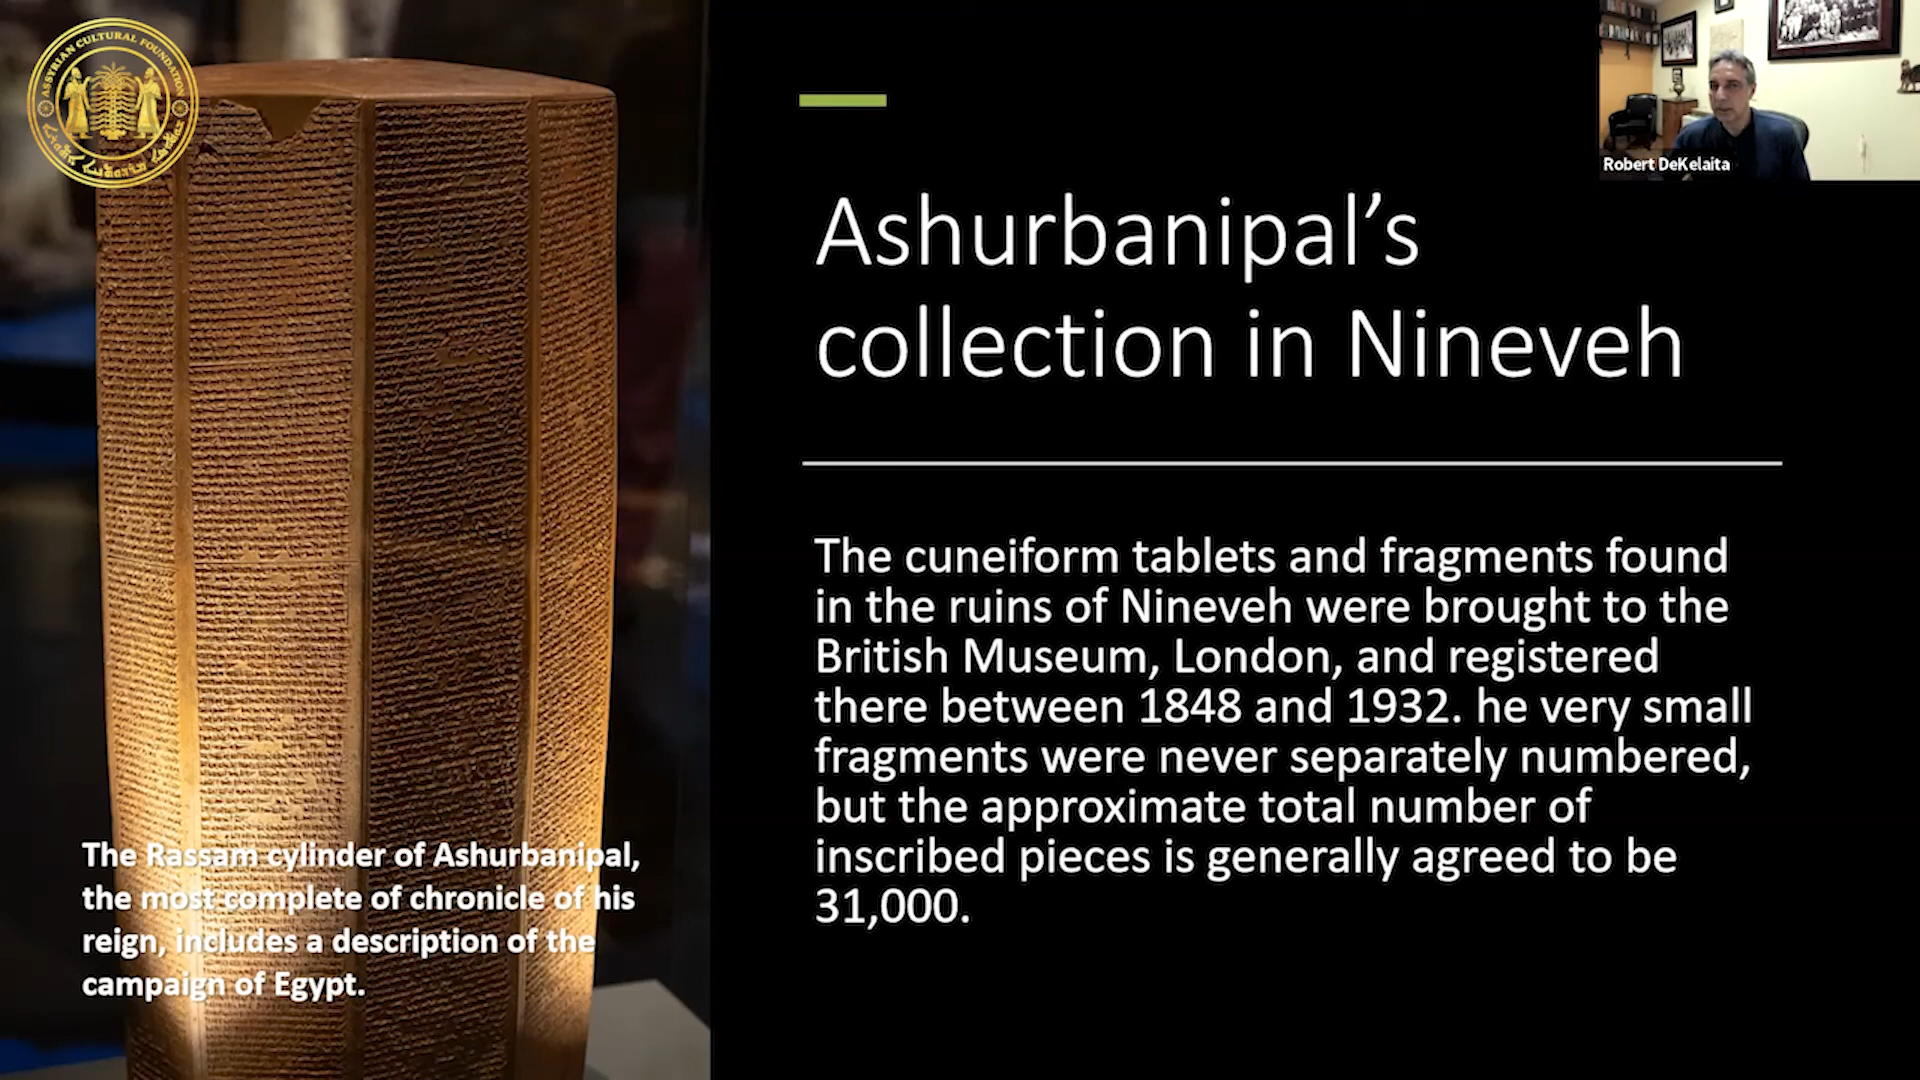 ASSYRIAN CULTURAL FOUNDATION
Robert DeKelaita
Ashurbanipal’s
collection in Nineveh
The cuneiform tablets and fragments found
in the ruins of Nineveh were brought to the
British Museum, London, and registered
there between 1848 and 1932. he very small
fragments were never separately numbered,
but the approximate total number of
inscribed pieces is generally agreed to be
31,000.
The Rassam cylinder of Ashurbanipal,
the most complete of chronicle of his
reign, includes a description of the
campaign of Egypt.